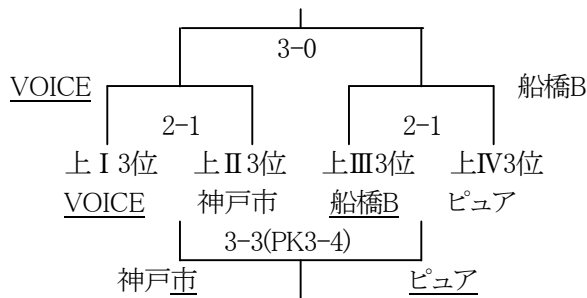 3-0
VOICE 船橋B
2-1 2-1
上Ⅰ3位 上Ⅱ3位 上Ⅲ3位 上Ⅳ3位
VOICE 神戸市 船橋B ピュア
3-3(PK3-4)
神戸市 ピュア